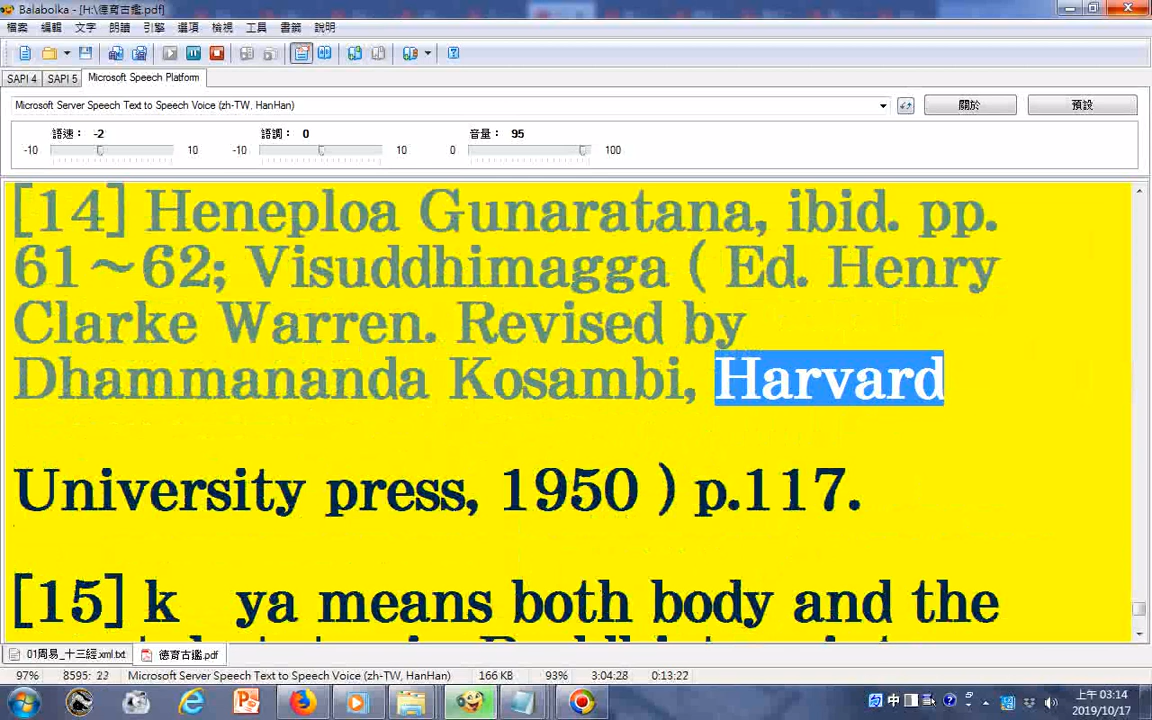 Balabolka - [H:\德育古鑑.pdf]
檔案 編輯 文字 朗讀 引擎 選項 檢視 工具 書籤 說明
SAPI 4 SAPI 5 Microsoft Speech Platform
Microsoft Server Speech Text to Speech Voice (zh-TW, HanHan) 關於 預設
語速： -2 語調： 0 音量： 95
-10 10 -10 10 0 100
[14] Heneploa Gunaratana, ibid. pp.
61～62; Visuddhimagga ( Ed. Henry
Clarke Warren. Revised by
Dhammananda Kosambi, Harvard
University press, 1950 ) p.117.
[15] k ya means both body and the
01周易_十三經.xml.txt 德育古鑑.pdf
97% 8595: 23 Microsoft Server Speech Text to Speech Voice (zh-TW, HanHan) 166 KB 93% 3:04:28 0:13:22
中 上午 03:14
2019/10/17